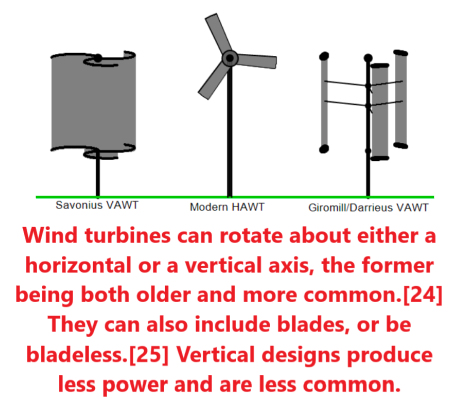 Savonius VAWT Modern HAWT Giromill/Darrieus VAWT
Wind turbines can rotate about either a
horizontal or a vertical axis, the former
being both older and more common.[24]
They can also include blades, or be
bladeless.[25] Vertical designs produce
less power and are less common.